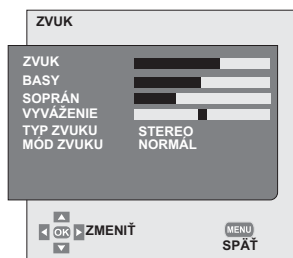 ZVUK
ZVUK
BASY
SOPRÁN
VYVÁŽENIE
TYP ZVUKU STEREO
MÓD ZVUKU NORMÁL
OK ZMENIŤ
MENU
SPÄŤ